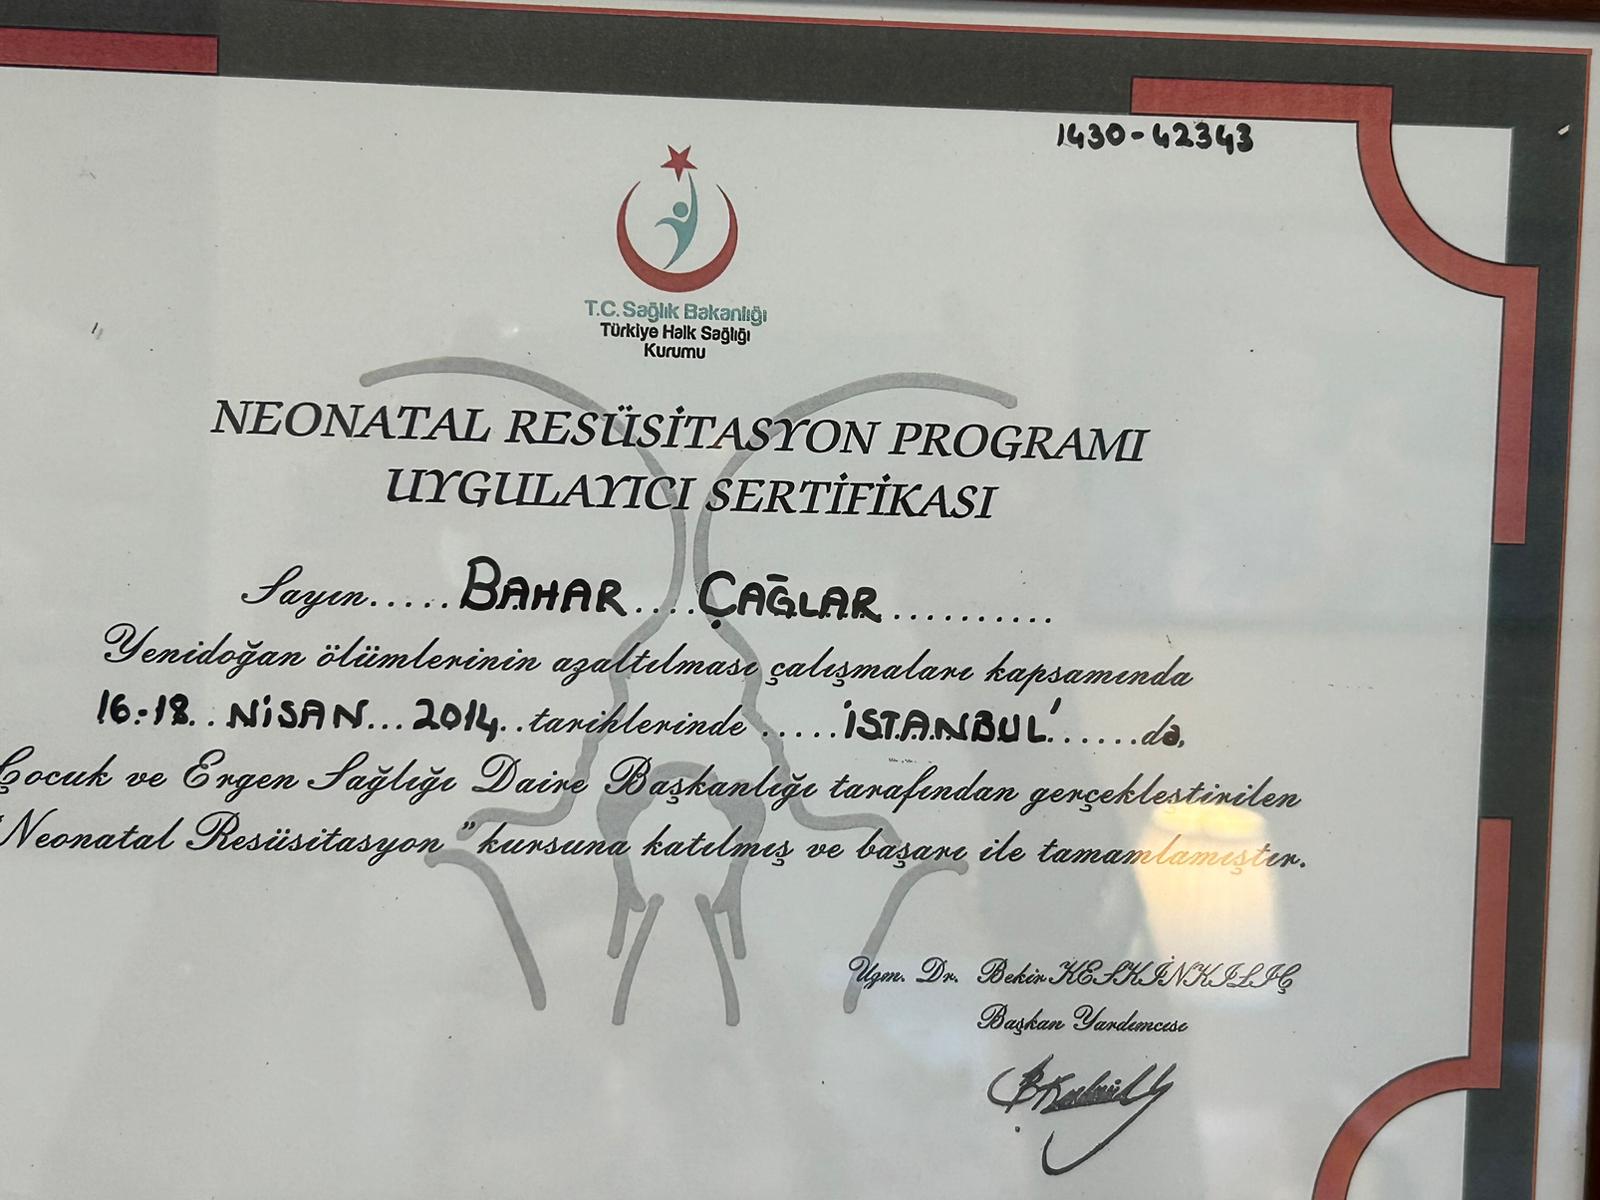 1430-42343
T.C. Sağlık Bakanlığı
Türkiye Halk Sağlığı
Kurumu
NEONATAL RESÜSİTASYON PROGRAMI
UYGULAYICI SERTİFİKASI
Sayın.....BAHAR....ÇAĞLAR..........
Yenidoğan ölümlerinin azaltılması çalışmaları kapsamında
16-18..NİSAN...2014..tarihlerinde.....İSTANBUL'......da,
Çocuk ve Ergen Sağlığı Daire Başkanlığı tarafından gerçekleştirilen
"Neonatal Resüsitasyon" kursuna katılmış ve başarı ile tamamlamıştır.
Uzm. Dr. Bekir KESKİNKILIÇ
Başkan Yardımcısı